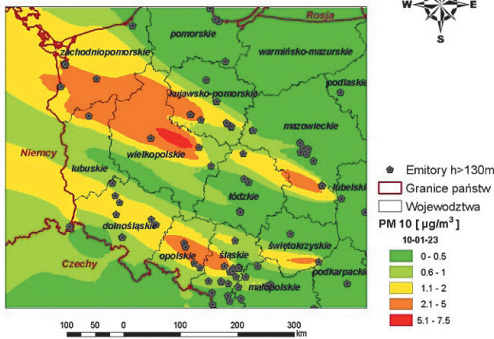 N
W E
S
Rosja
pomorskie
zachodniopomorskie
warmińsko-mazurskie
podlaskie
kujawsko-pomorskie
mazowieckie
Niemcy
wielkopolskie
lubuskie
lubelskie
łódzkie
dolnośląskie
świętokrzyskie
opolskie śląskie
Czechy
podkarpackie
małopolskie
Emitory h>130m
Granice państw
Województwa
PM 10 [ µg/m³ ]
10-01-23
0 - 0.5
0.6 - 1
1.1 - 2
2.1 - 5
5.1 - 7.5
100 50 0 100 200 300
km